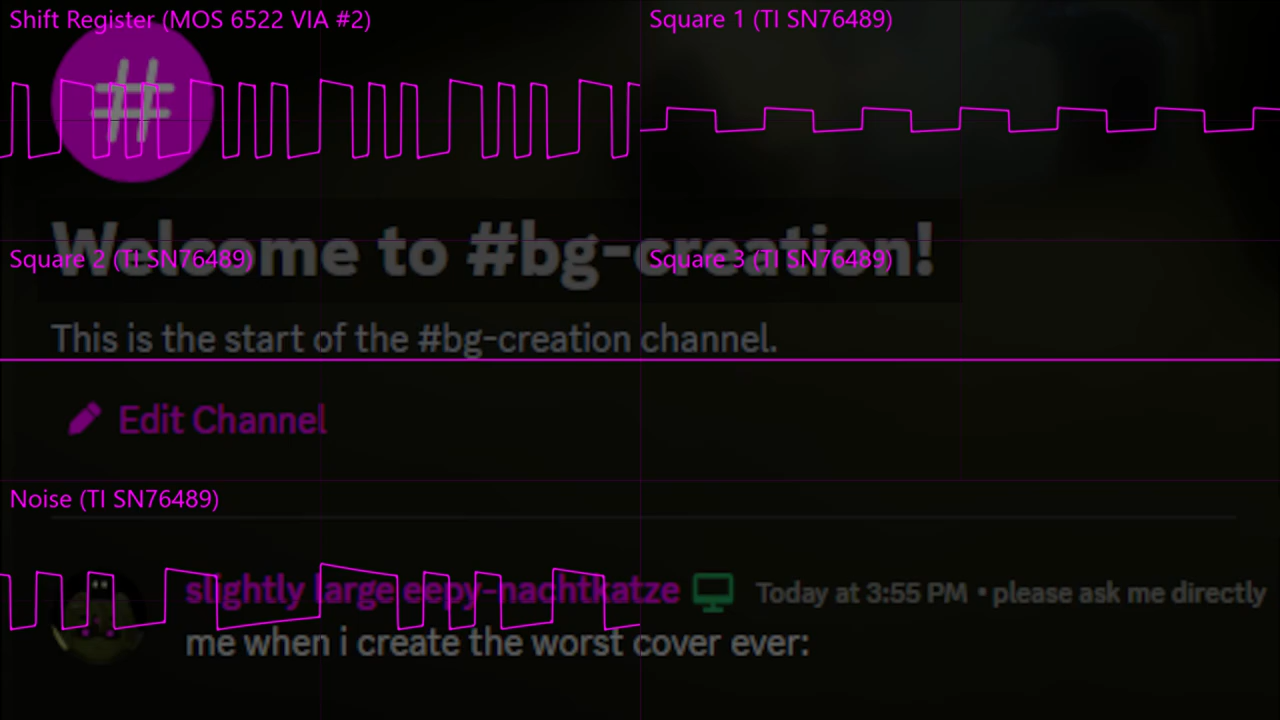 Shift Register (MOS 6522 VIA #2)
Square 1 (TI SN76489)
#
Welcome to #bg-creation!
Square 2 (TI SN76489)
Square 3 (TI SN76489)
This is the start of the #bg-creation channel.
Edit Channel
Noise (TI SN76489)
slightly large eepy-nachtkatze Today at 3:55 PM • please ask me directly
me when i create the worst cover ever: